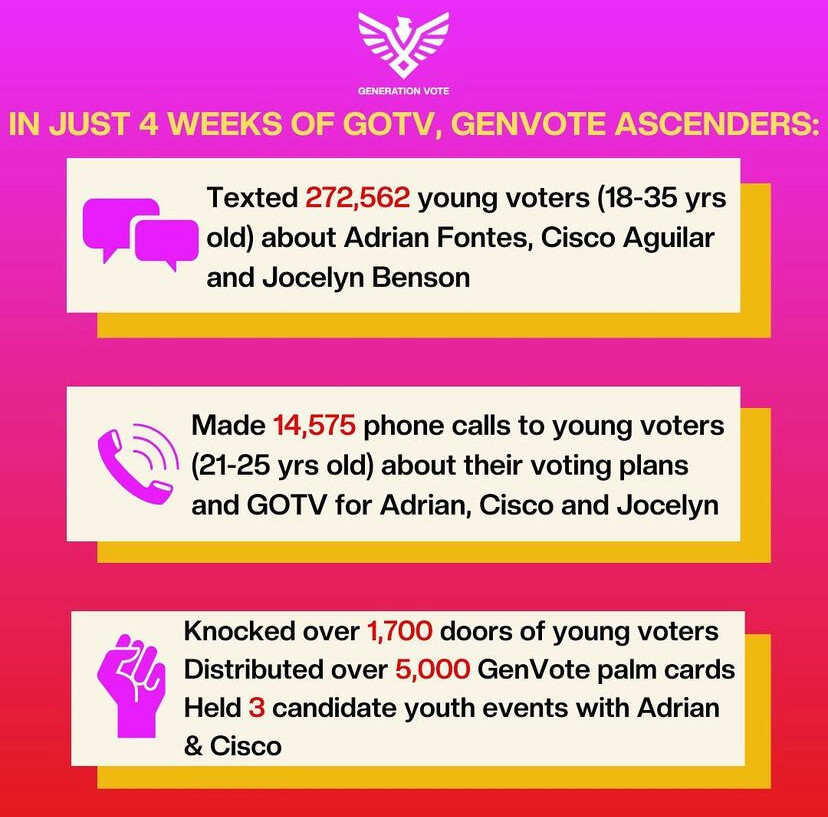 GENERATION VOTE
IN JUST 4 WEEKS OF GOTV, GENVOTE ASCENDERS:
Texted 272,562 young voters (18-35 yrs
old) about Adrian Fontes, Cisco Aguilar
and Jocelyn Benson
Made 14,575 phone calls to young voters
(21-25 yrs old) about their voting plans
and GOTV for Adrian, Cisco and Jocelyn
Knocked over 1,700 doors of young voters
Distributed over 5,000 GenVote palm cards
Held 3 candidate youth events with Adrian
& Cisco